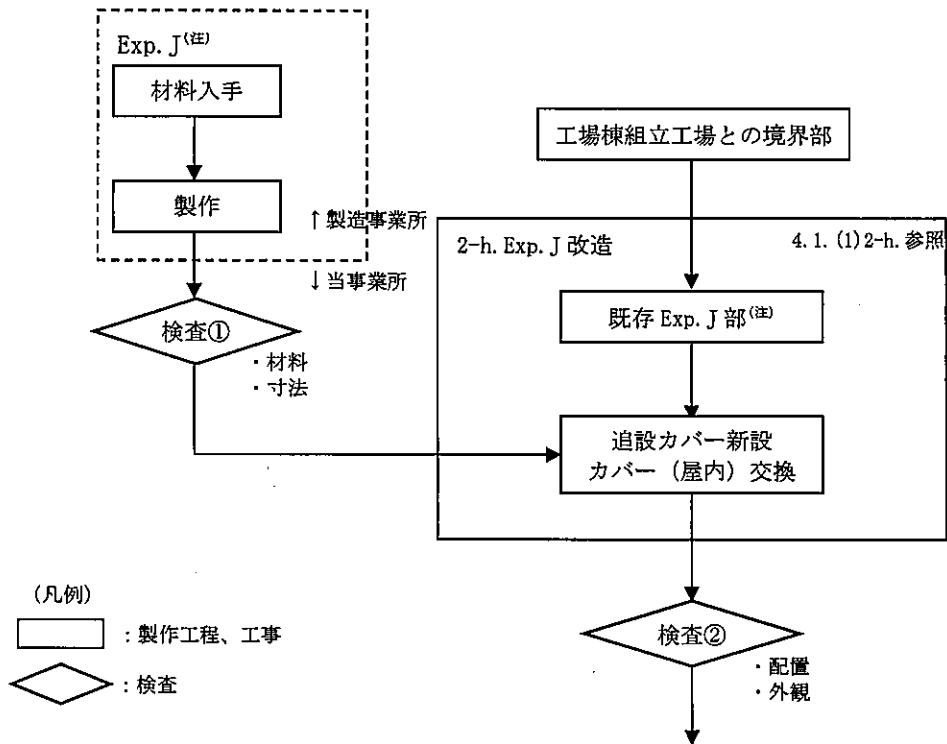 Exp. J(注)
材料入手
製作
↑製造事業所
↓当事業所
検査①
・材料
・寸法
工場棟組立工場との境界部
2-h. Exp. J 改造
4.1. (1) 2-h. 参照
既存 Exp. J 部(注)
追設カバー新設
カバー（屋内）交換
検査②
・配置
・外観
(凡例)
：製作工程、工事
：検査